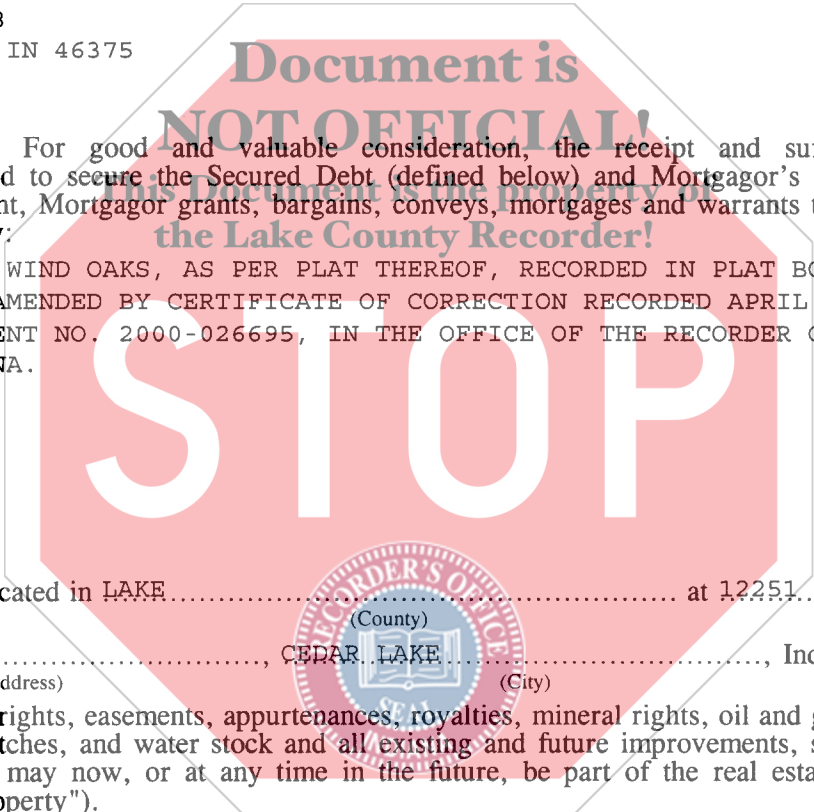 3
IN 46375
Document is
NOT OFFICIAL!
For good and valuable consideration, the receipt and su
d to secure the Secured Debt (defined below) and Mortgagor's
This Document is the property of
nt, Mortgagor grants, bargains, conveys, mortgages and warrants t
y:
the Lake County Recorder!
WIND OAKS, AS PER PLAT THEREOF, RECORDED IN PLAT BO
AMENDED BY CERTIFICATE OF CORRECTION RECORDED APRIL
ENT NO. 2000-026695, IN THE OFFICE OF THE RECORDER
NA.
STOP
cated in LAKE at 12251
(County)
, CEDAR LAKE , Ind
ddress) (City)
RECORDER'S OFFICE
SEAL
rights, easements, appurtenances, royalties, mineral rights, oil and g
tches, and water stock and all existing and future improvements, s
may now, or at any time in the future, be part of the real esta
operty").